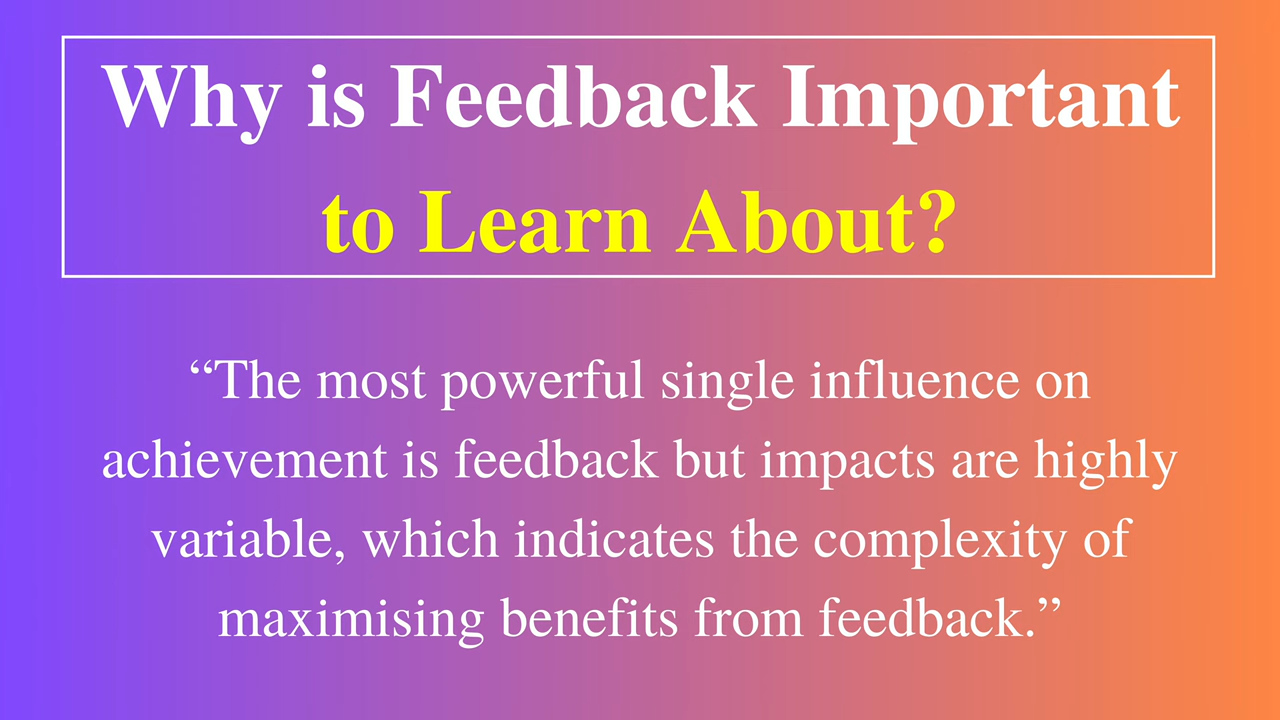 Why is Feedback Important
to Learn About?
“The most powerful single influence on
achievement is feedback but impacts are highly
variable, which indicates the complexity of
maximising benefits from feedback.”